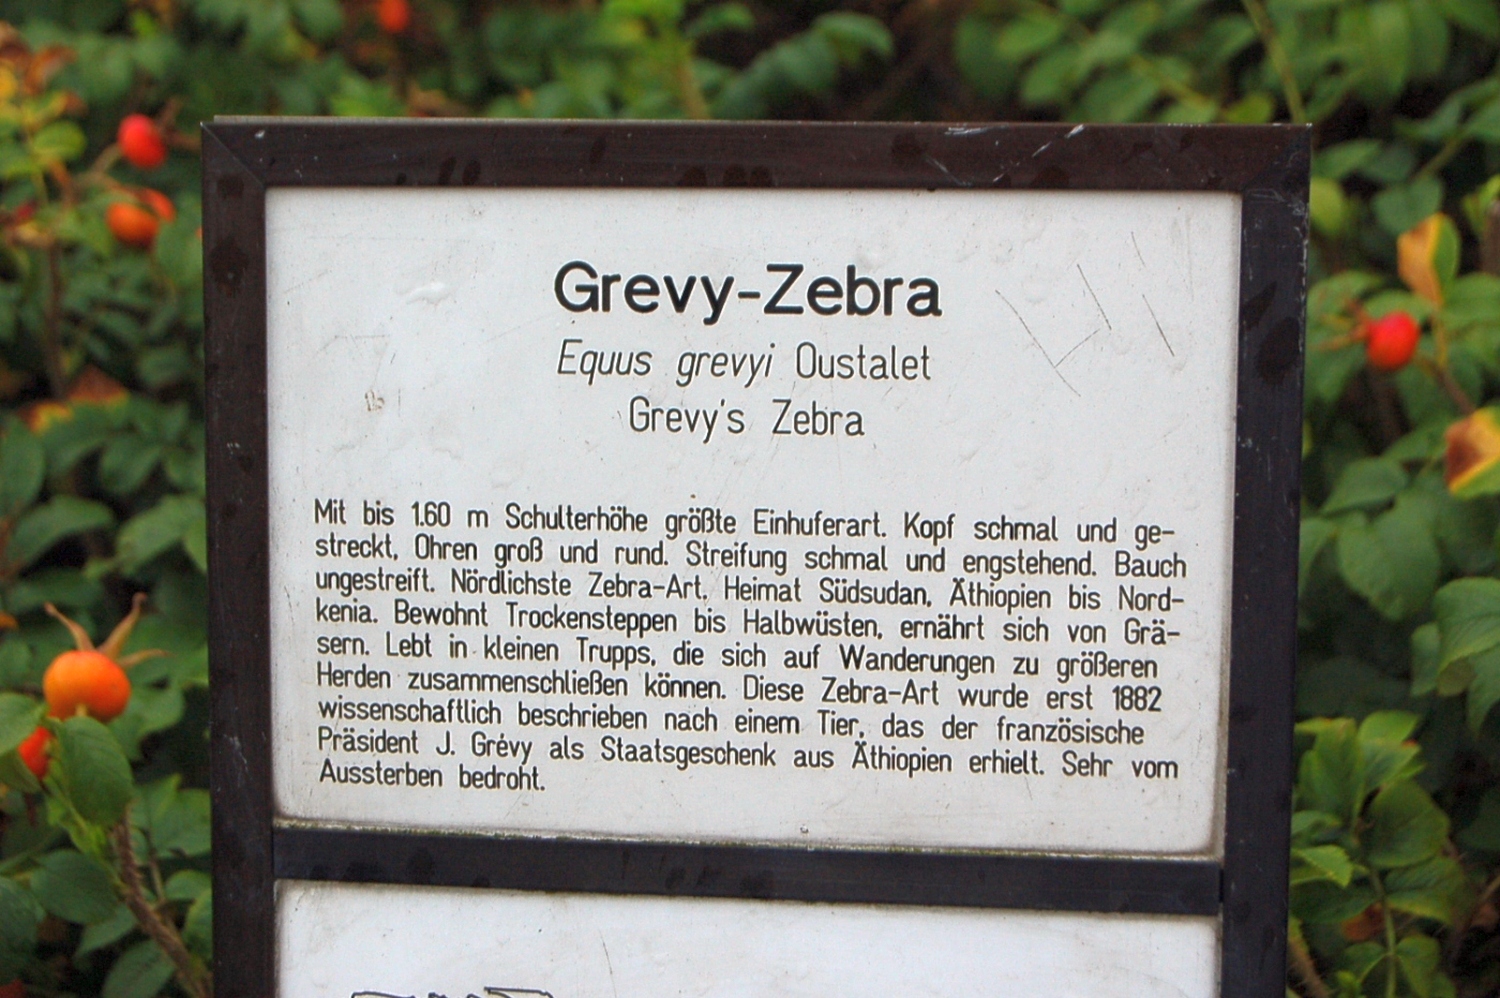 Grevy-Zebra
Equus grevyi Oustalet
Grevy's Zebra
Mit bis 1.60 m Schulterhöhe größte Einhuferart. Kopf schmal und ge-
streckt, Ohren groß und rund. Streifung schmal und engstehend. Bauch
ungestreift. Nördlichste Zebra-Art, Heimat Südsudan, Äthiopien bis Nord-
kenia. Bewohnt Trockensteppen bis Halbwüsten, ernährt sich von Grä-
sern. Lebt in kleinen Trupps, die sich auf Wanderungen zu größeren
Herden zusammenschließen können. Diese Zebra-Art wurde erst 1882
wissenschaftlich beschrieben nach einem Tier, das der französische
Präsident J. Grévy als Staatsgeschenk aus Äthiopien erhielt. Sehr vom
Aussterben bedroht.